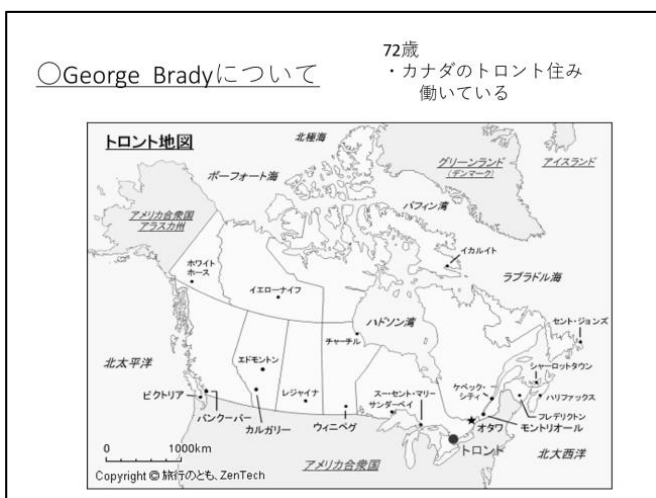 ○George Bradyについて
72歳
・カナダのトロント住み
働いている
トロント地図
北極海
グリーンランド
(デンマーク)
アイスランド
ボーフォート海
バフィン湾
アメリカ合衆国
アラスカ州
ホワイト
ホース
イエローナイフ
イカルイト
ラブラドル海
ハドソン湾
チャーチル
セント・ジョンズ
北太平洋
エドモントン
シャーロットタウン
ビクトリア
バンクーバー
カルガリー
レジャイナ
ウィニペグ
スー・セント・マリー
サンダーベイ
ケベック・
シティ
ハリファックス
フレデリクトン
オタワ
モントリオール
トロント
北大西洋
0
1000km
アメリカ合衆国
Copyright © 旅行のとも、ZenTech